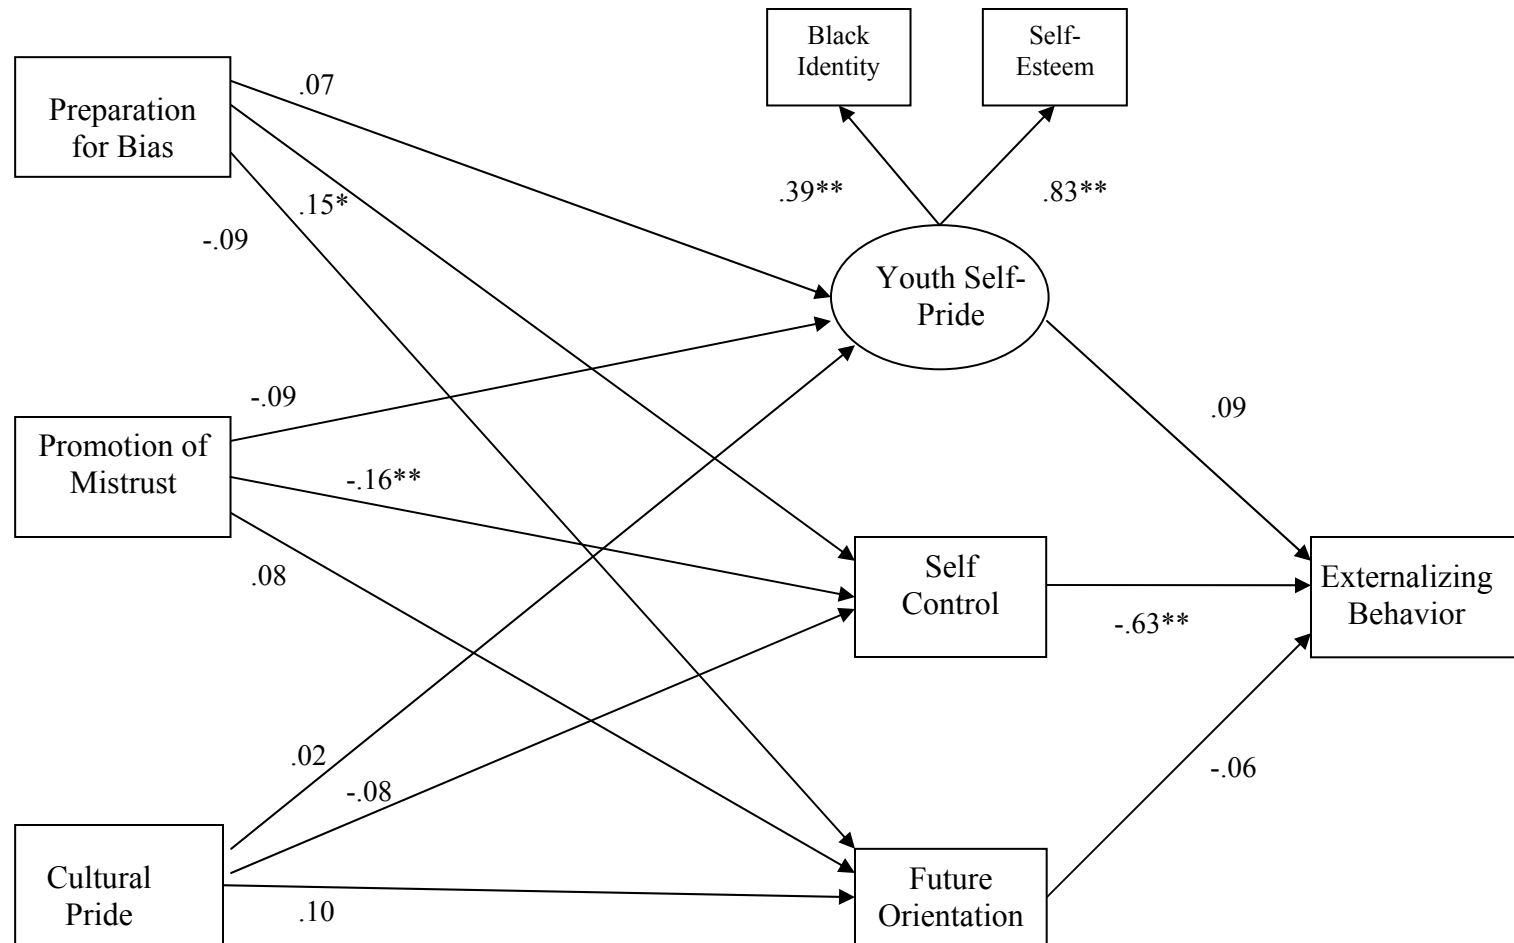 Black
Identity
Self-
Esteem
Preparation
for Bias
.07
.15*
-.09
.39**
.83**
Youth Self-
Pride
Promotion of
Mistrust
-.09
-.16**
.08
.09
Self
Control
Externalizing
Behavior
-.63**
.02
-.08
-.06
Cultural
Pride
.10
Future
Orientation